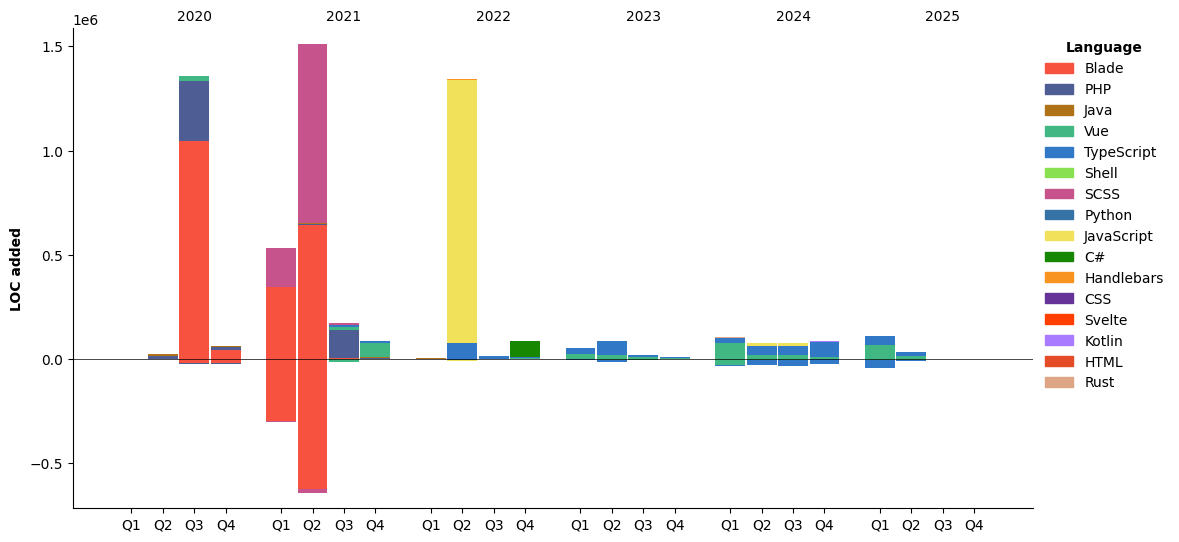 1e6
2020 2021 2022 2023 2024 2025
1.5
1.0
0.5
0.0
−0.5
LOC added
Q1 Q2 Q3 Q4 Q1 Q2 Q3 Q4 Q1 Q2 Q3 Q4 Q1 Q2 Q3 Q4 Q1 Q2 Q3 Q4 Q1 Q2 Q3 Q4
Language
Blade
PHP
Java
Vue
TypeScript
Shell
SCSS
Python
JavaScript
C#
Handlebars
CSS
Svelte
Kotlin
HTML
Rust